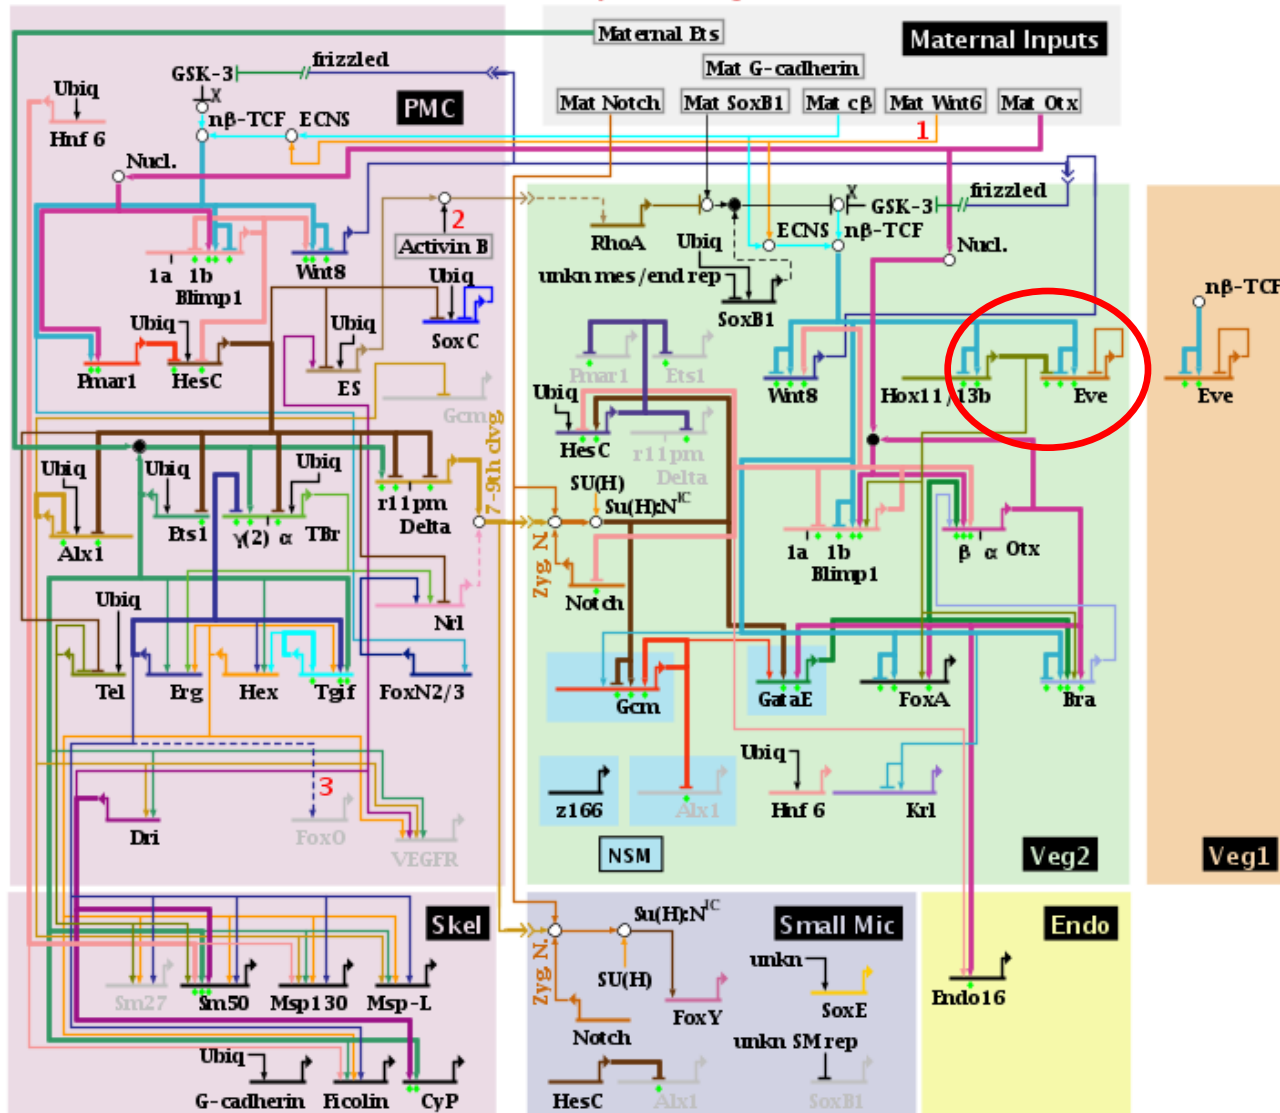 Maternal Ets
Maternal Inputs
Mat G-cadherin
Mat Notch
Mat SoxB1
Mat cβ
Mat Wnt6
Mat Otx
1
PMC
GSK-3
frizzled
X
nβ-TCF
ECNS
Ubiq
Hnf 6
Nucl.
2
Activin B
1a
1b
Blimp1
Wnt8
Ubiq
Sox C
Ubiq
Pmar1
HesC
Ubiq
ES
Gcm
Ubiq
Alx1
Ubiq
Ets1
γ(2)
α
TBr
Ubiq
r11pm
Delta
7-9th clvg
Nrl
Ubiq
Tel
Erg
Hex
Tgif
FoxN2/3
3
Dri
FoxO
VEGFR
RhoA
X
GSK-3
frizzled
ECNS
nβ-TCF
Ubiq
unkn mes/end rep
SoxB1
Nucl.
Pmar1
Ets1
Ubiq
HesC
r11pm
Delta
Wnt8
Hox11/13b
Eve
nβ-TCF
Eve
SU(H)
Su(H):N^IC
Zyg. N.
Notch
1a
1b
Blimp1
β
α
Otx
Gcm
GataE
FoxA
Bra
z166
Alx1
Ubiq
Hnf 6
Krl
NSM
Veg2
Veg1
Skel
Sm27
Sm50
Msp130
Msp-L
Ubiq
G-cadherin
Ficolin
CyP
Small Mic
Su(H):N^IC
Zyg. N.
SU(H)
Notch
FoxY
unkn
SoxE
unkn SM rep
HesC
Alx1
SoxB1
Endo
Endo16